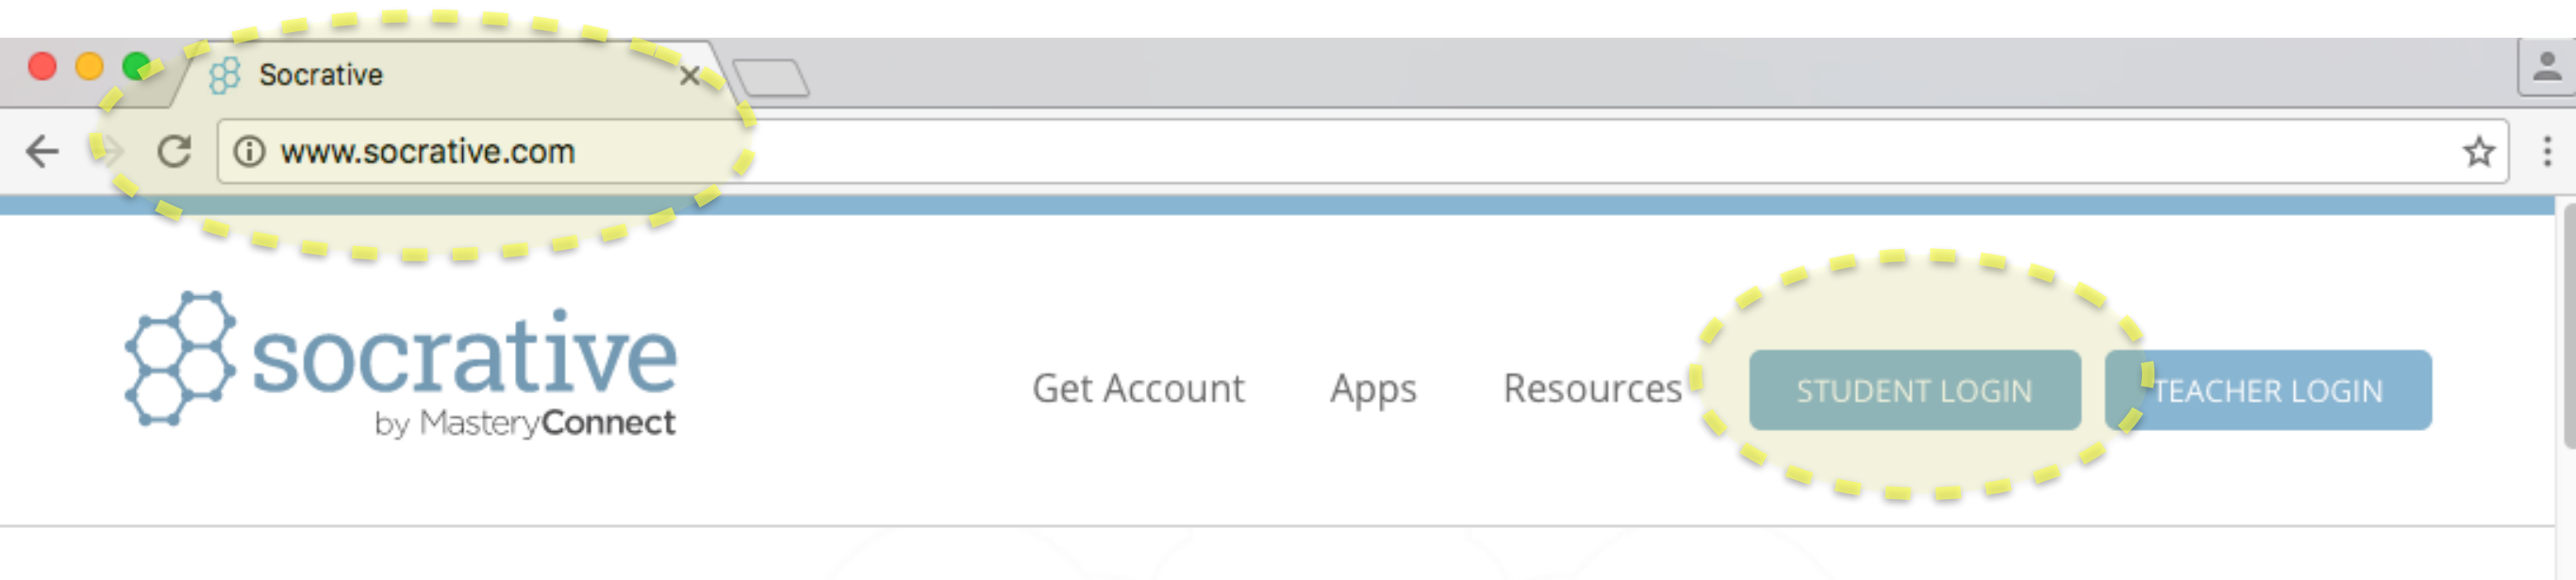 Socrative
www.socrative.com
socrative
by MasteryConnect
Get Account Apps Resources STUDENT LOGIN TEACHER LOGIN